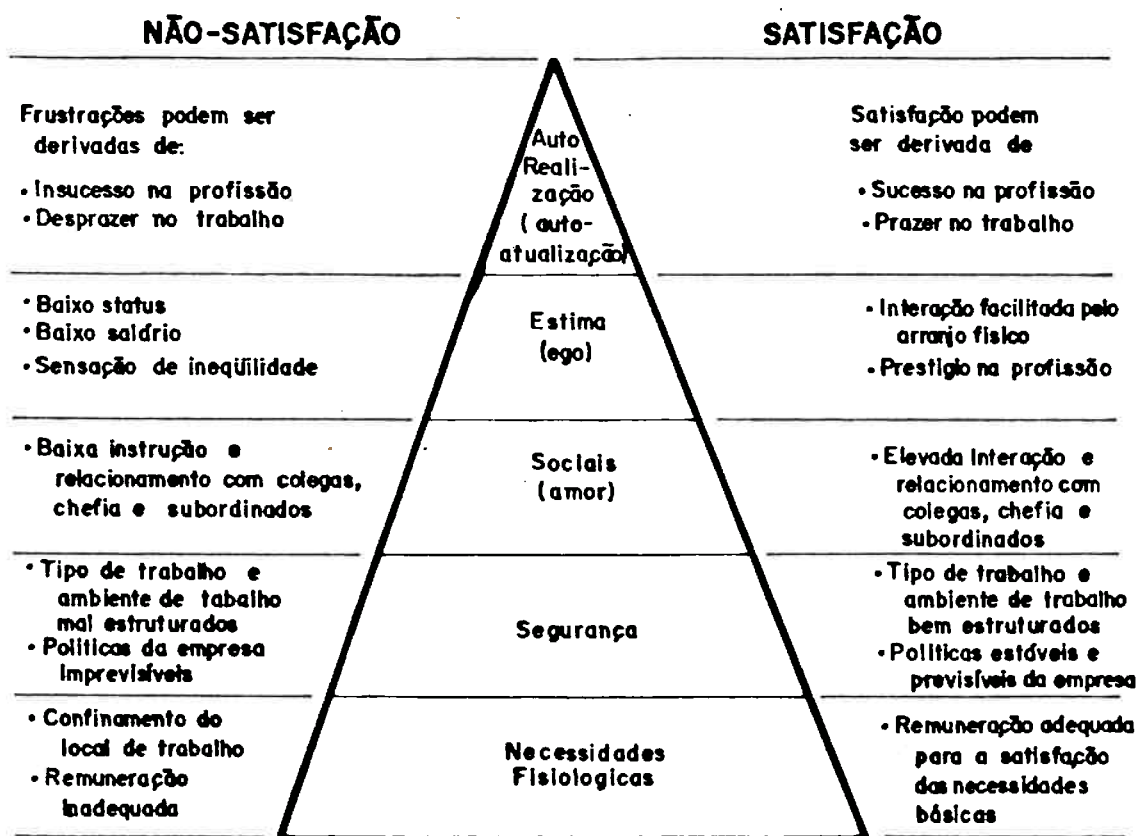 NÃO-SATISFAÇÃO
SATISFAÇÃO
Frustrações podem ser
derivadas de:
• Insucesso na profissão
• Desprazer no trabalho
Auto
Reali-
zação
( auto-
atualização)
Satisfação podem
ser derivada de
• Sucesso na profissão
• Prazer no trabalho
• Baixo status
• Baixo salário
• Sensação de ineqüilidade
Estima
(ego)
• Interação facilitada pelo
arranjo físico
• Prestígio na profissão
• Baixa instrução e
relacionamento com colegas,
chefia e subordinados
Sociais
(amor)
• Elevada Interação e
relacionamento com
colegas, chefia e
subordinados
• Tipo de trabalho e
ambiente de tabalho
mal estruturados
• Políticas da empresa
Imprevisíveis
Segurança
• Tipo de trabalho e
ambiente de trabalho
bem estruturados
• Políticas estáveis e
previsíveis da empresa
• Confinamento do
local de trabalho
• Remuneração
Inadequada
Necessidades
Fisiologicas
• Remuneração adequada
para a satisfação
das necessidades
básicas